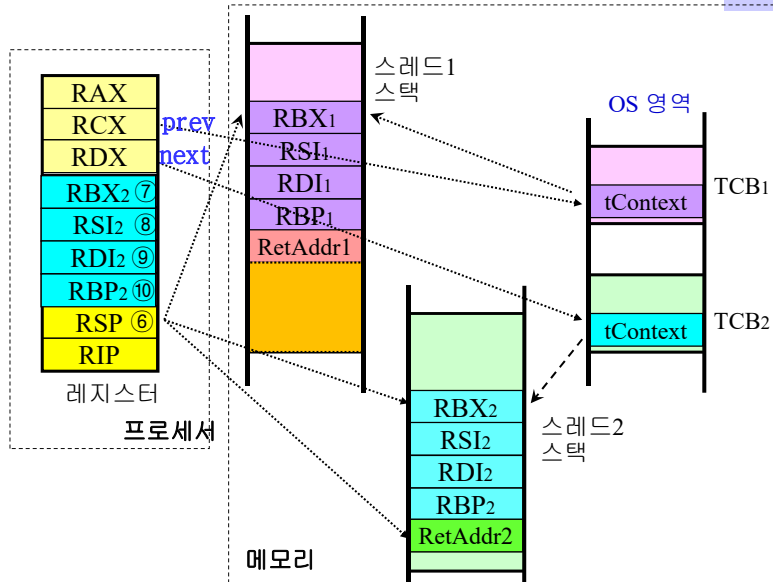 RAX
RCX
RDX
RBX2 ⑦
RSI2 ⑧
RDI2 ⑨
RBP2 ⑩
RSP ⑥
RIP
레지스터
프로세서
prev
next
RBX1
RSI1
RDI1
RBP1
RetAddr1
스레드1
스택
OS 영역
tContext
TCB1
tContext
TCB2
RBX2
RSI2
RDI2
RBP2
RetAddr2
스레드2
스택
메모리